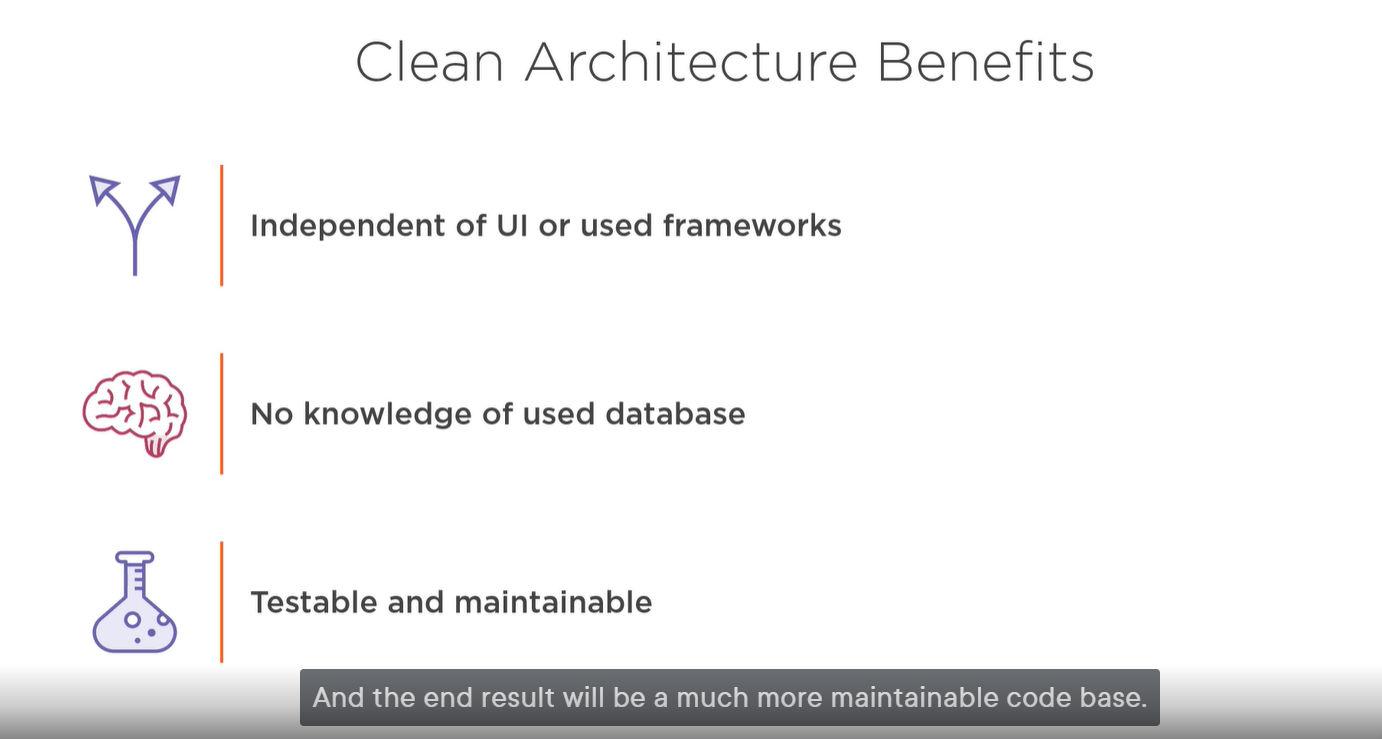 Clean Architecture Benefits
Independent of UI or used frameworks
No knowledge of used database
Testable and maintainable
And the end result will be a much more maintainable code base.